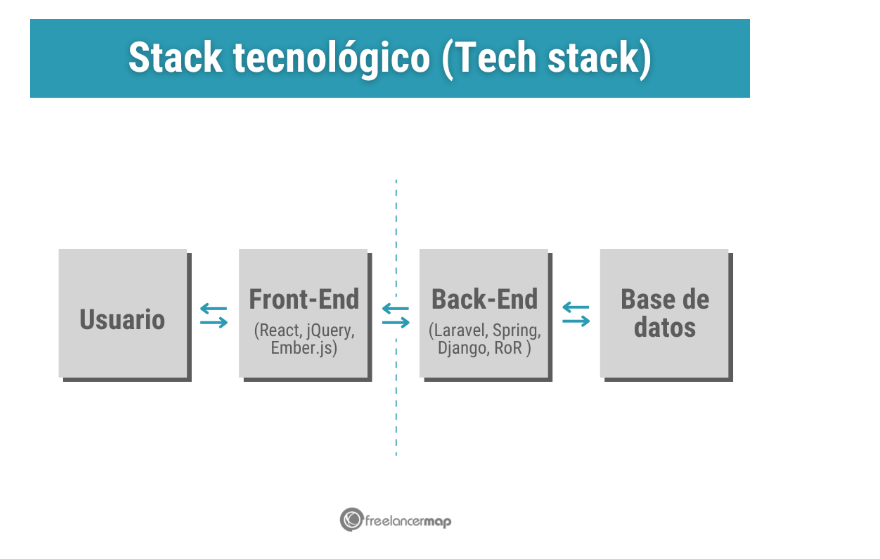 Stack tecnológico (Tech stack)
Usuario
Front-End
(React, jQuery,
Ember.js)
Back-End
(Laravel, Spring,
Django, RoR )
Base de
datos
freelancermap